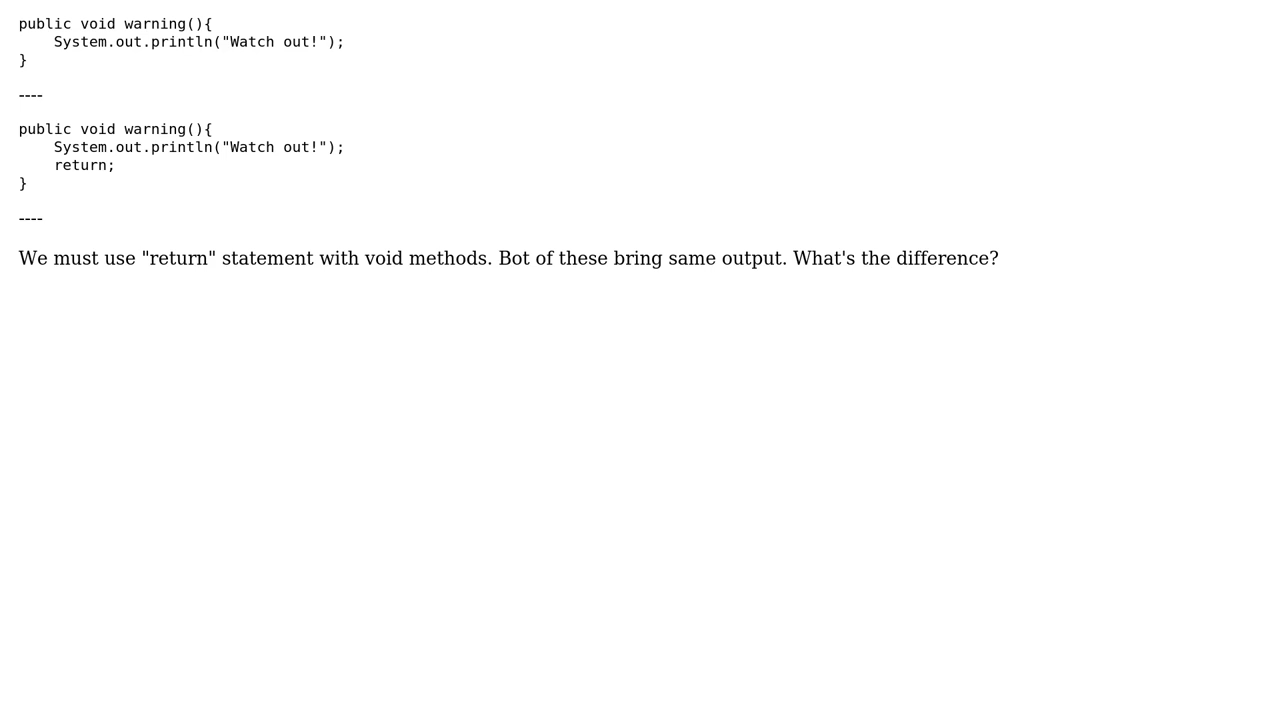 public void warning(){
    System.out.println("Watch out!");
}
----
public void warning(){
    System.out.println("Watch out!");
    return;
}
----
We must use "return" statement with void methods. Bot of these bring same output. What's the difference?